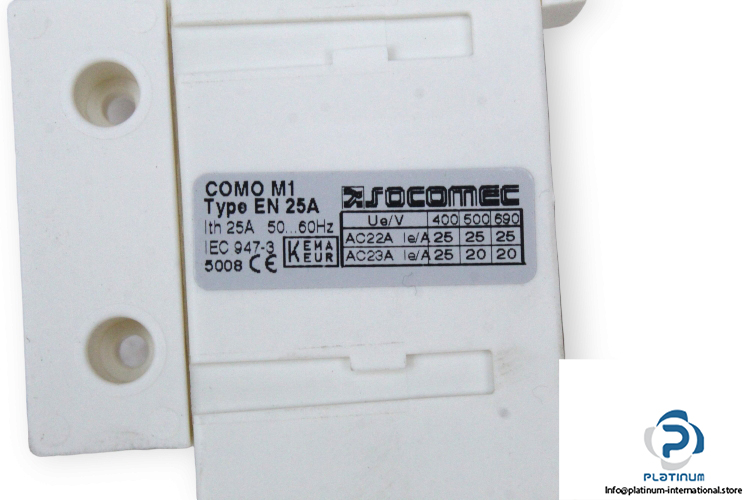 COMO M1
Type EN 25A
Ith 25A 50...60Hz
IEC 947-3
5008 CE
KEMA KEUR
SOCOMEC
Ue/V 400 500 690
AC22A Ie/A 25 25 25
AC23A Ie/A 25 20 20
PLATINUM
Info@platinum-international.store